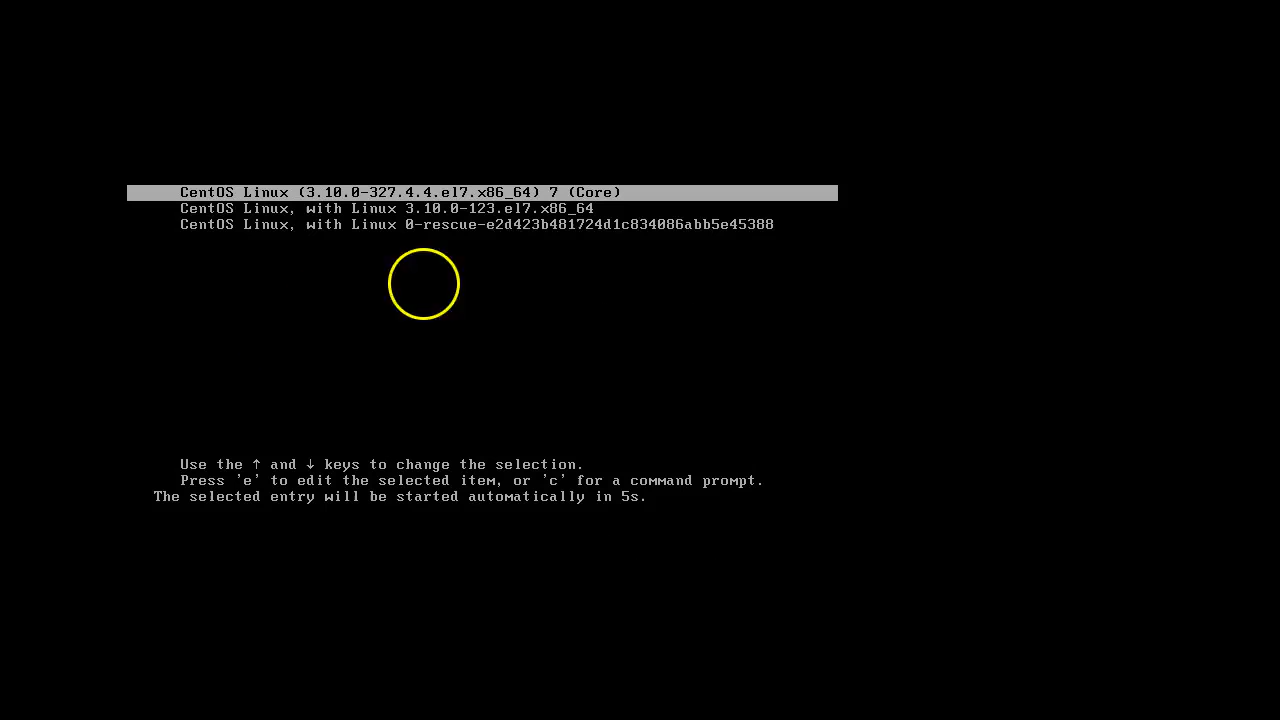 CentOS Linux (3.10.0-327.4.4.el7.x86_64) 7 (Core)
CentOS Linux, with Linux 3.10.0-123.el7.x86_64
CentOS Linux, with Linux 0-rescue-e2d423b481724d1c834086abb5e45388
Use the ↑ and ↓ keys to change the selection.
Press 'e' to edit the selected item, or 'c' for a command prompt.
The selected entry will be started automatically in 5s.